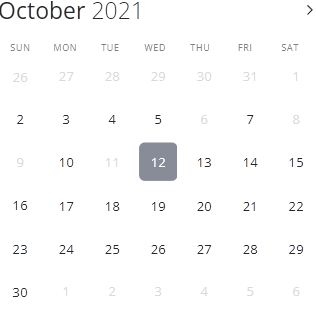 October 2021
SUN MON TUE WED THU FRI SAT
26 27 28 29 30 31 1
2 3 4 5 6 7 8
9 10 11 12 13 14 15
16 17 18 19 20 21 22
23 24 25 26 27 28 29
30 1 2 3 4 5 6